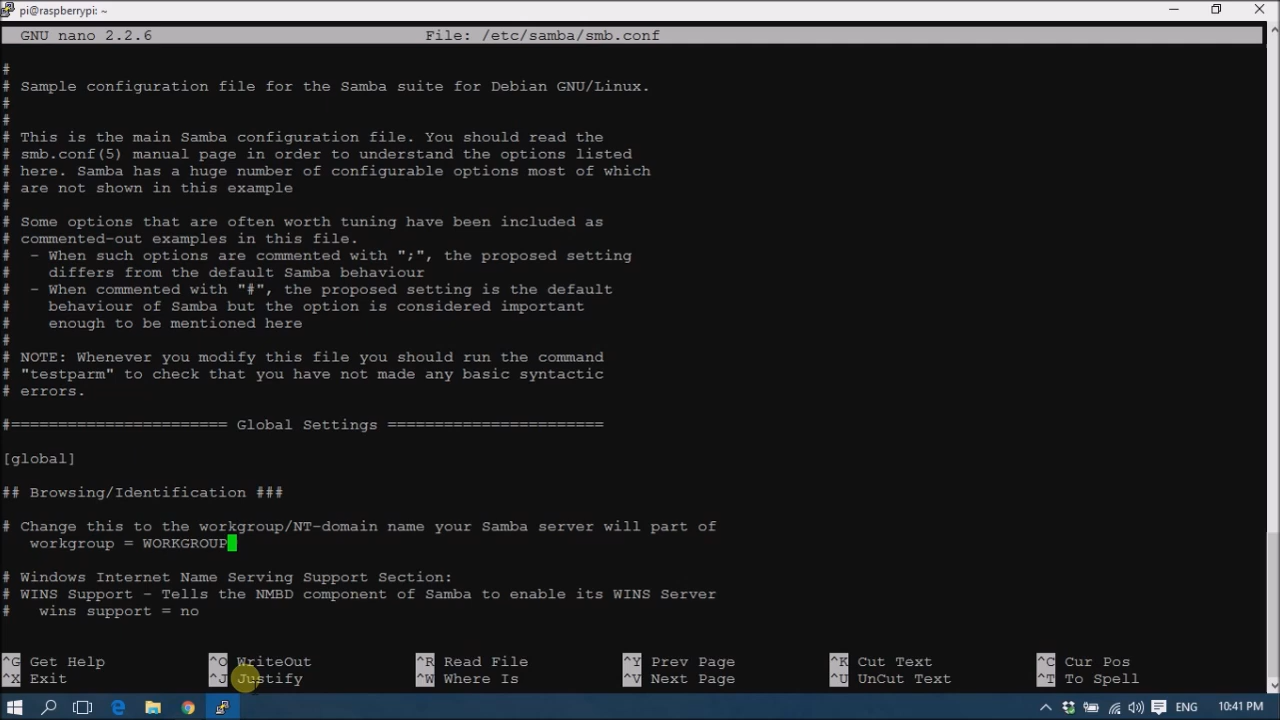 pi@raspberrypi: ~
GNU nano 2.2.6 File: /etc/samba/smb.conf
#
# Sample configuration file for the Samba suite for Debian GNU/Linux.
#
#
# This is the main Samba configuration file. You should read the
# smb.conf(5) manual page in order to understand the options listed
# here. Samba has a huge number of configurable options most of which
# are not shown in this example
#
# Some options that are often worth tuning have been included as
# commented-out examples in this file.
#  - When such options are commented with ";", the proposed setting
#    differs from the default Samba behaviour
#  - When commented with "#", the proposed setting is the default
#    behaviour of Samba but the option is considered important
#    enough to be mentioned here
#
# NOTE: Whenever you modify this file you should run the command
# "testparm" to check that you have not made any basic syntactic
# errors.
#======================= Global Settings =======================
[global]
## Browsing/Identification ###
# Change this to the workgroup/NT-domain name your Samba server will part of
   workgroup = WORKGROUP
# Windows Internet Name Serving Support Section:
# WINS Support - Tells the NMBD component of Samba to enable its WINS Server
#   wins support = no
^G Get Help ^O WriteOut ^R Read File ^Y Prev Page ^K Cut Text ^C Cur Pos
^X Exit ^J Justify ^W Where Is ^V Next Page ^U UnCut Text ^T To Spell
ENG 10:41 PM